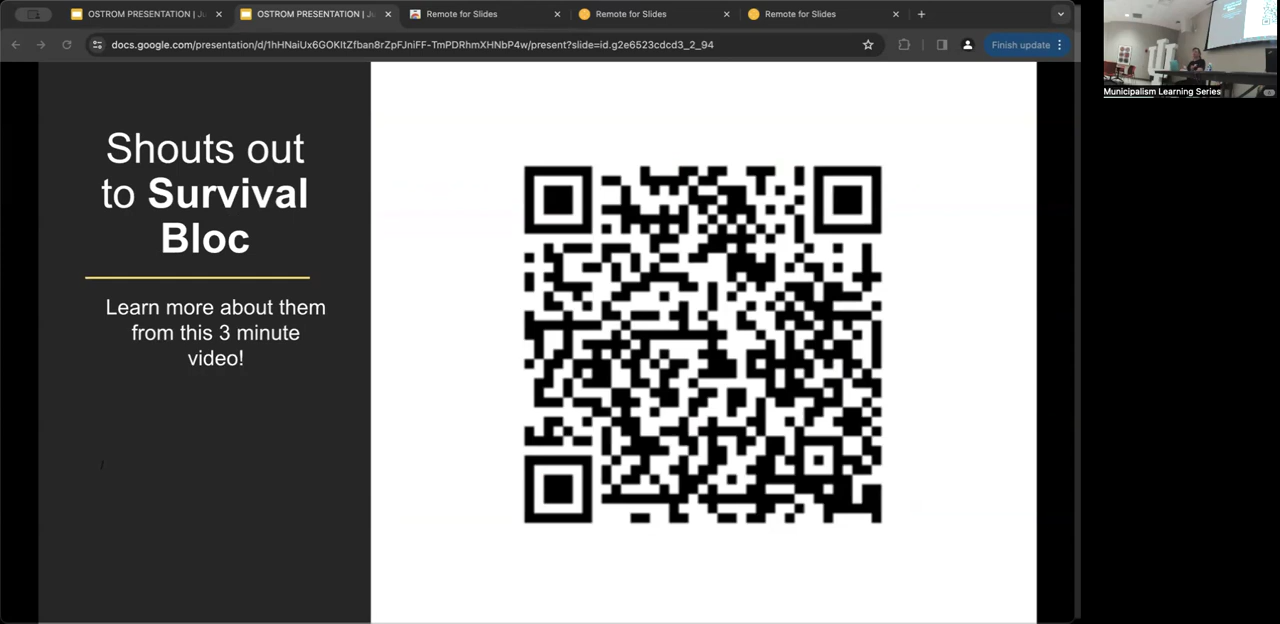 OSTROM PRESENTATION | Ju
OSTROM PRESENTATION | Ju
Remote for Slides
Remote for Slides
Remote for Slides
docs.google.com/presentation/d/1hHNaiUx6GOKItZfban8rZpFJniFF-TmPDRhmXHNbP4w/present?slide=id.g2e6523cdcd3_2_94
Finish update
Municipalism Learning Series
Shouts out
to Survival
Bloc
Learn more about them
from this 3 minute
video!